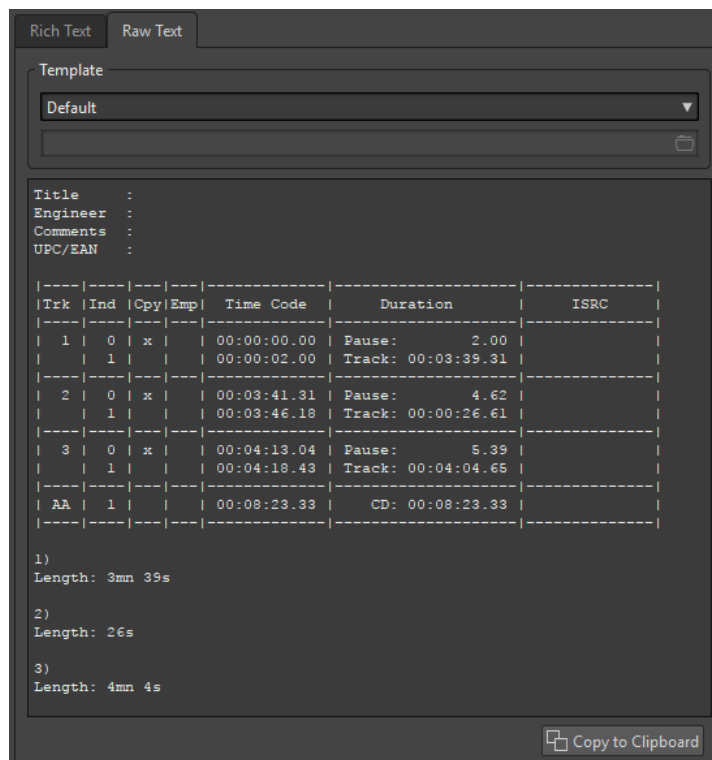 Rich Text Raw Text
Template
Default
Title      :
Engineer   :
Comments   :
UPC/EAN    :
|----|----|---|---|-------------|--------------------|--------------|
|Trk |Ind |Cpy|Emp|  Time Code  |     Duration       |     ISRC     |
|----|----|---|---|-------------|--------------------|--------------|
|  1 |  0 | x |   | 00:00:00.00 | Pause:        2.00 |              |
|    |  1 |   |   | 00:00:02.00 | Track: 00:03:39.31 |              |
|----|----|---|---|-------------|--------------------|--------------|
|  2 |  0 | x |   | 00:03:41.31 | Pause:        4.62 |              |
|    |  1 |   |   | 00:03:46.18 | Track: 00:00:26.61 |              |
|----|----|---|---|-------------|--------------------|--------------|
|  3 |  0 | x |   | 00:04:13.04 | Pause:        5.39 |              |
|    |  1 |   |   | 00:04:18.43 | Track: 00:04:04.65 |              |
|----|----|---|---|-------------|--------------------|--------------|
| AA |  1 |   |   | 00:08:23.33 |    CD: 00:08:23.33 |              |
|----|----|---|---|-------------|--------------------|--------------|
1)
Length: 3mn 39s
2)
Length: 26s
3)
Length: 4mn 4s
Copy to Clipboard